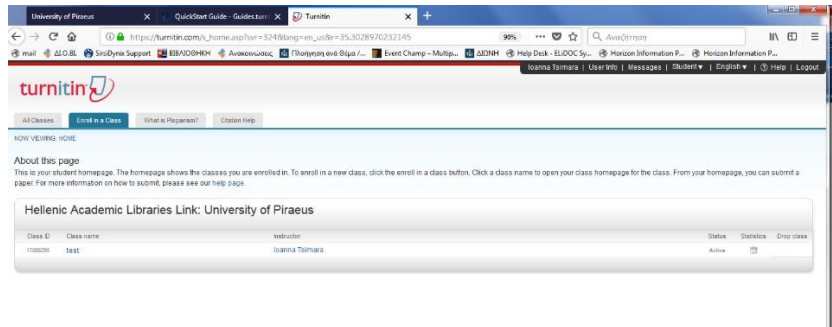 University of Piraeus X QuickStart Guide - Guides.turn X Turnitin X +
https://turnitin.com/s_home.asp?svr=324&lang=en_us&r=35.3028970232145 90% Αναζήτηση
mail ΔΙ.Ο.ΒΙ. SirsiDynix Support ΒΙΒΛΙΟΘΗΚΗ Ανακοινώσεις Πλοήγηση ανά Θέμα /... Event Champ – Multip... ΔΙΩΝΗ Help Desk - ELiDOC Sy... Horizon Information P... Horizon Information P...
Ioanna Tsimara | User Info | Messages | Student ▼ | English ▼ | ? Help | Logout
turnitin
All Classes Enroll in a Class What is Plagiarism? Citation Help
NOW VIEWING: HOME
About this page
This is your student homepage. The homepage shows the classes you are enrolled in. To enroll in a new class, click the enroll in a class button. Click a class name to open your class homepage for the class. From your homepage, you can submit a
paper. For more information on how to submit, please see our help page.
Hellenic Academic Libraries Link: University of Piraeus
Class ID Class name Instructor Status Statistics Drop class
test Ioanna Tsimara Active